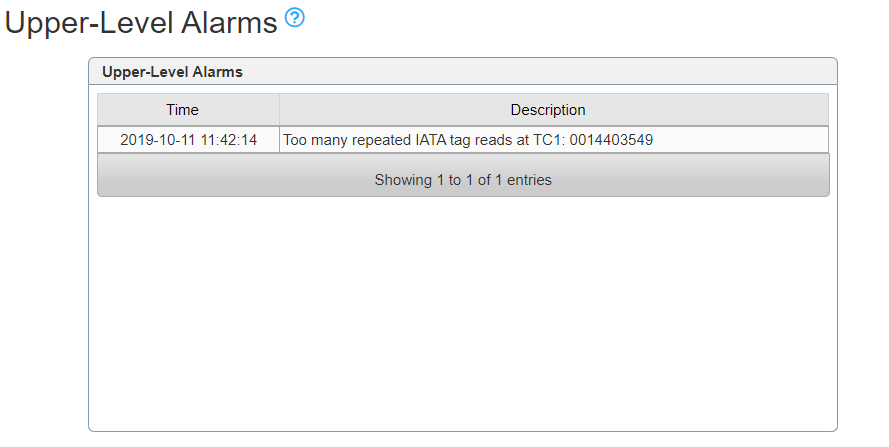 Upper-Level Alarms ?
Upper-Level Alarms
Time Description
2019-10-11 11:42:14 Too many repeated IATA tag reads at TC1: 0014403549
Showing 1 to 1 of 1 entries